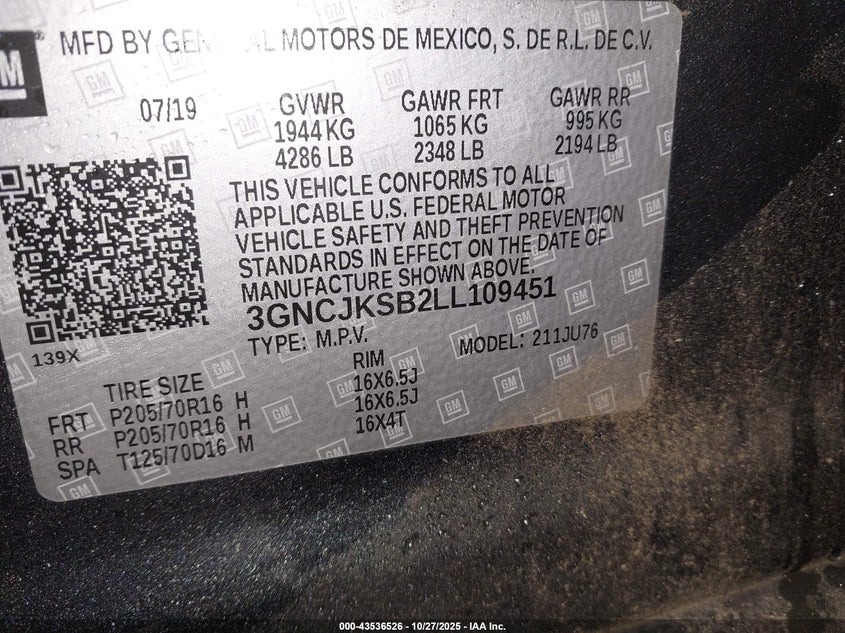 GM
MFD BY GENERAL MOTORS DE MEXICO, S. DE R.L. DE C.V.
07/19 GVWR GAWR FRT GAWR RR
1944 KG 1065 KG 995 KG
4286 LB 2348 LB 2194 LB
THIS VEHICLE CONFORMS TO ALL
APPLICABLE U.S. FEDERAL MOTOR
VEHICLE SAFETY AND THEFT PREVENTION
STANDARDS IN EFFECT ON THE DATE OF
MANUFACTURE SHOWN ABOVE.
3GNCJKSB2LL109451
139X TYPE: M.P.V. MODEL: 211JU76
TIRE SIZE RIM
FRT P205/70R16 H 16X6.5J
RR P205/70R16 H 16X6.5J
SPA T125/70D16 M 16X4T
000-43536526 - 10/27/2025 - IAA Inc.